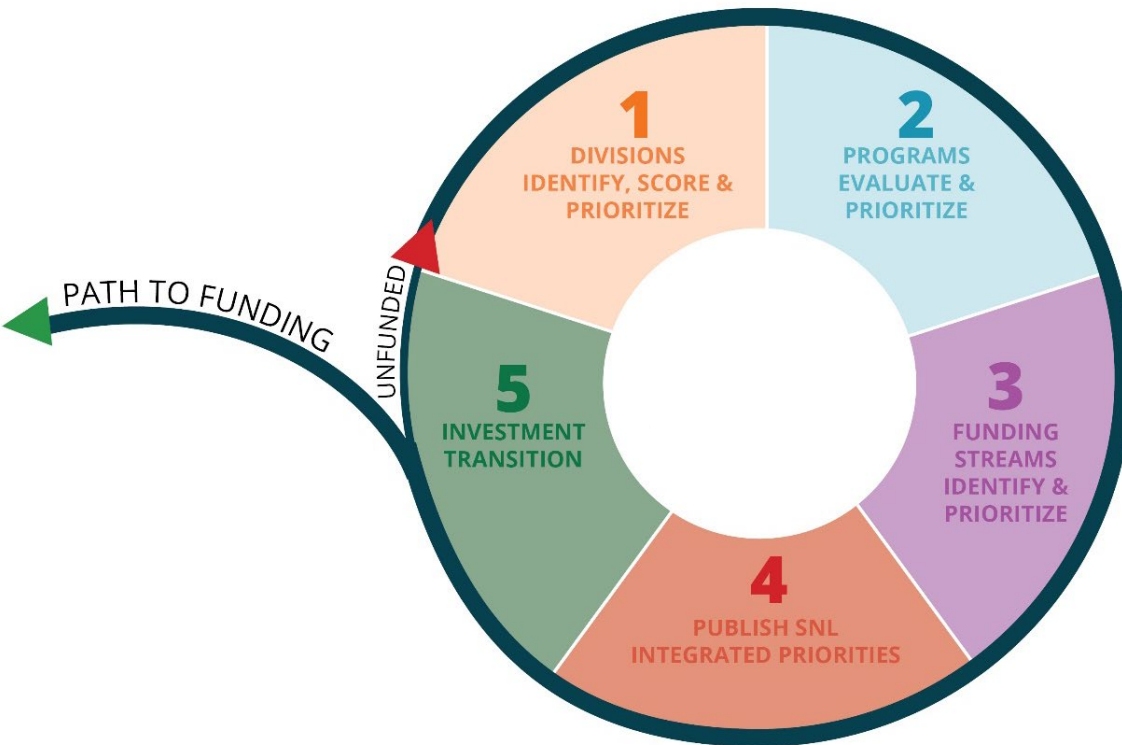 1
DIVISIONS
IDENTIFY, SCORE &
PRIORITIZE
2
PROGRAMS
EVALUATE &
PRIORITIZE
3
FUNDING
STREAMS
IDENTIFY &
PRIORITIZE
4
PUBLISH SNL
INTEGRATED PRIORITIES
5
INVESTMENT
TRANSITION
UNFUNDED
PATH TO FUNDING